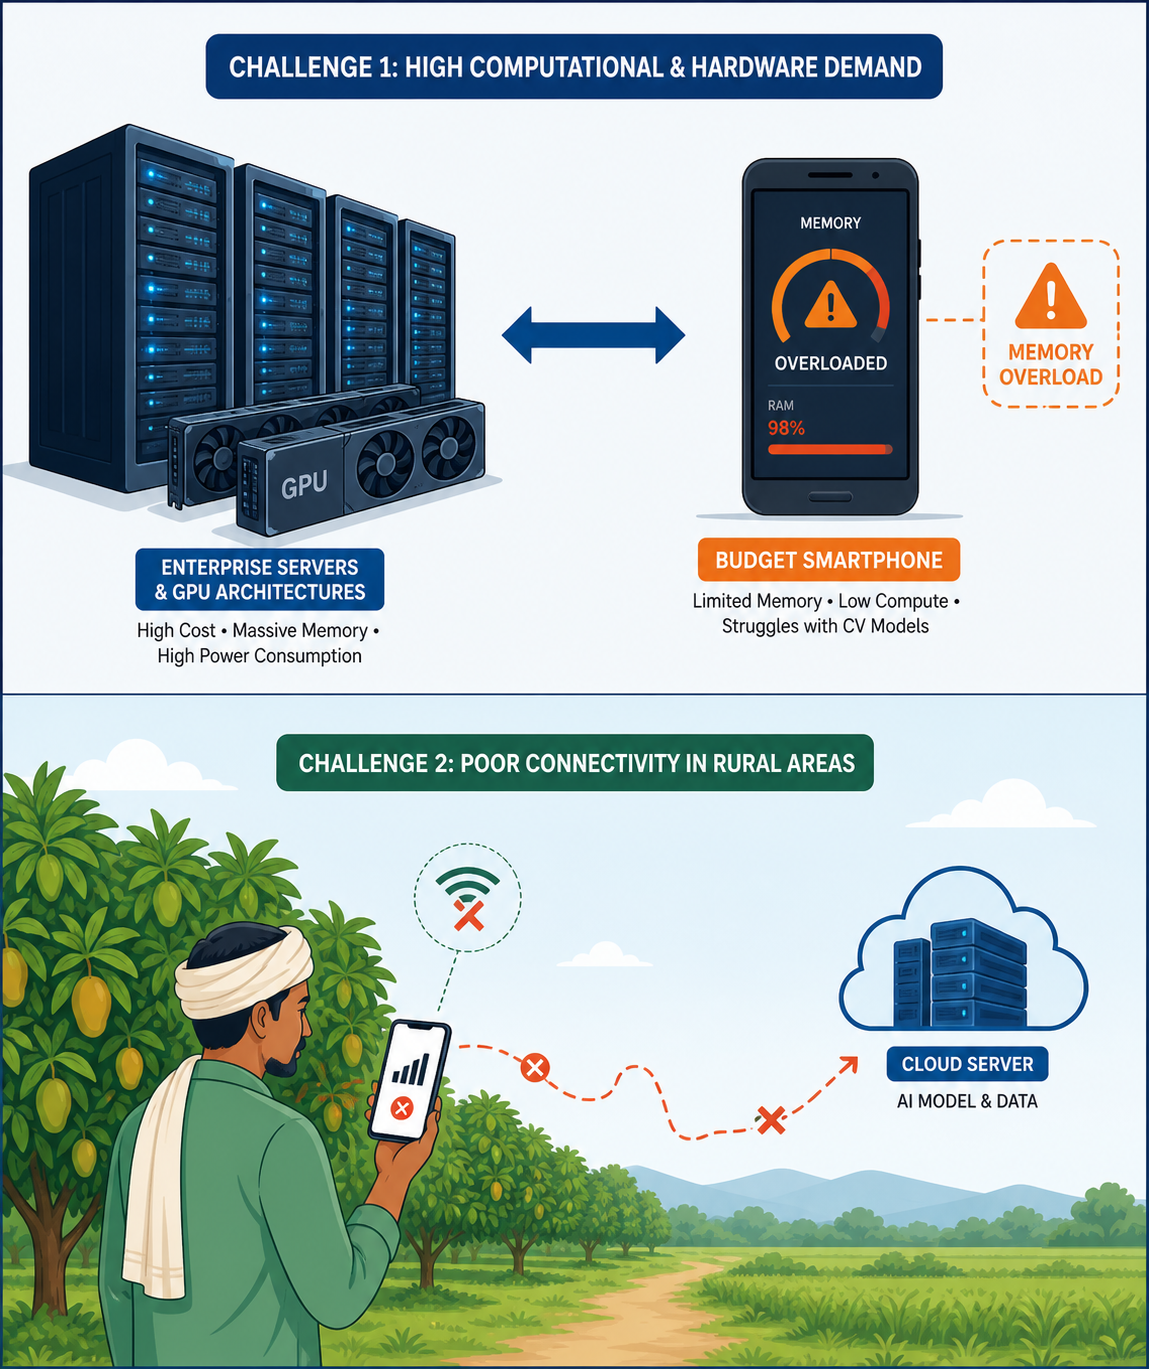 CHALLENGE 1: HIGH COMPUTATIONAL & HARDWARE DEMAND
GPU
MEMORY
OVERLOADED
RAM
98%
MEMORY
OVERLOAD
ENTERPRISE SERVERS
& GPU ARCHITECTURES
High Cost • Massive Memory •
High Power Consumption
BUDGET SMARTPHONE
Limited Memory • Low Compute •
Struggles with CV Models
CHALLENGE 2: POOR CONNECTIVITY IN RURAL AREAS
CLOUD SERVER
AI MODEL & DATA